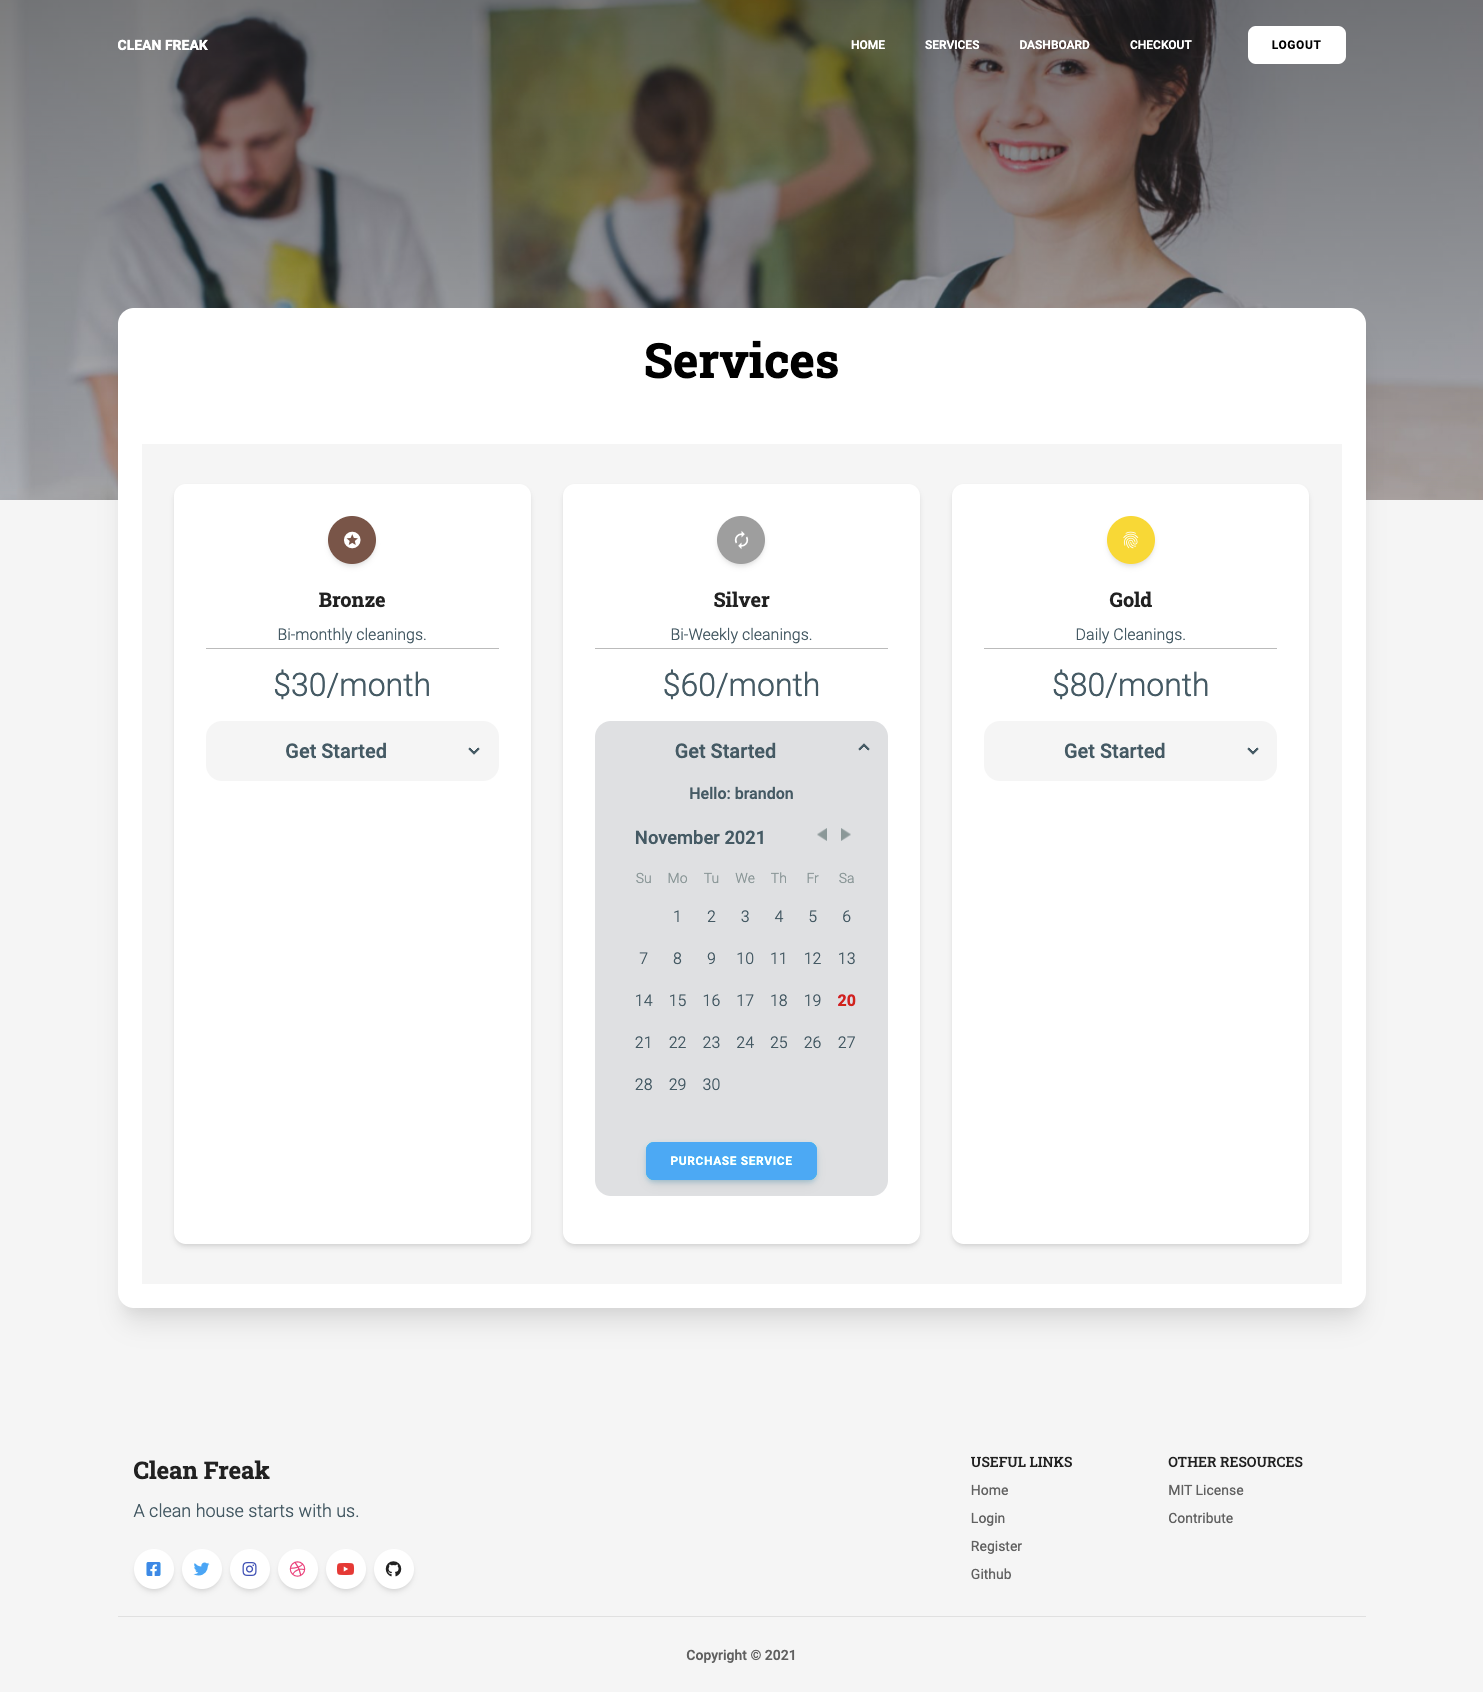 CLEAN FREAK
HOME SERVICES DASHBOARD CHECKOUT LOGOUT
Services
Bronze
Bi-monthly cleanings.
$30/month
Get Started
Silver
Bi-Weekly cleanings.
$60/month
Get Started
Hello: brandon
November 2021
Su Mo Tu We Th Fr Sa
1 2 3 4 5 6
7 8 9 10 11 12 13
14 15 16 17 18 19 20
21 22 23 24 25 26 27
28 29 30
PURCHASE SERVICE
Gold
Daily Cleanings.
$80/month
Get Started
Clean Freak
A clean house starts with us.
USEFUL LINKS
Home
Login
Register
Github
OTHER RESOURCES
MIT License
Contribute
Copyright © 2021